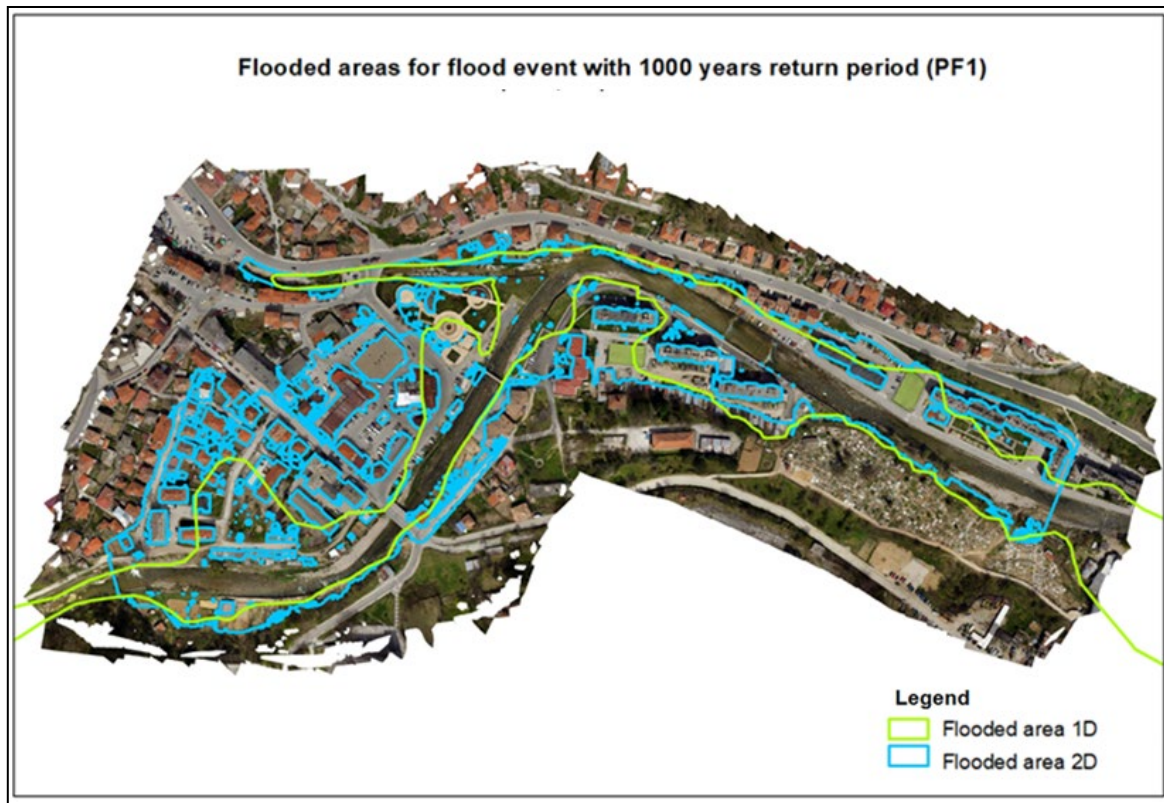 Flooded areas for flood event with 1000 years return period (PF1)
Legend
Flooded area 1D
Flooded area 2D